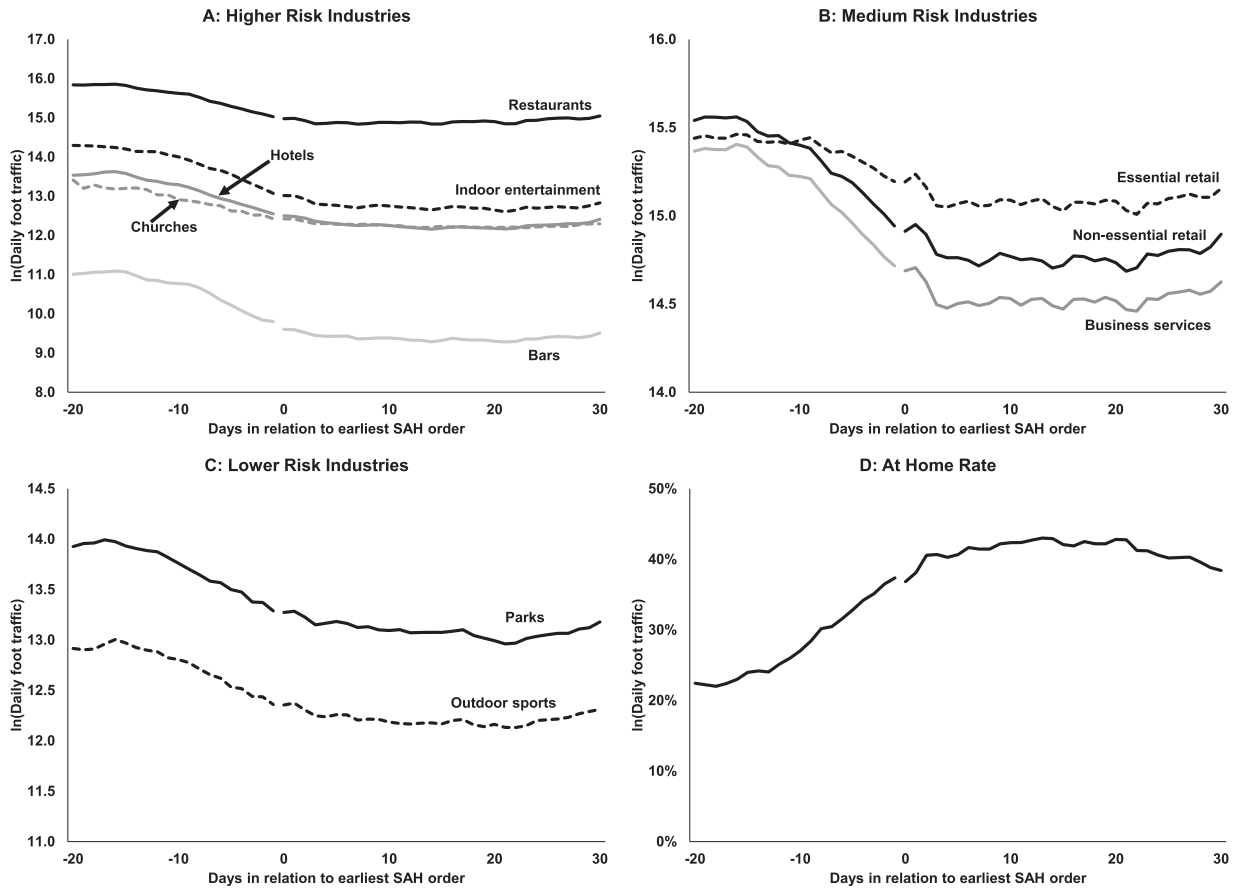 A: Higher Risk Industries
ln(Daily foot traffic)
17.0
16.0
15.0
14.0
13.0
12.0
11.0
10.0
9.0
8.0
Restaurants
Hotels
Indoor entertainment
Churches
Bars
-20 -10 0 10 20 30
Days in relation to earliest SAH order
B: Medium Risk Industries
ln(Daily foot traffic)
16.0
15.5
15.0
14.5
14.0
Essential retail
Non-essential retail
Business services
-20 -10 0 10 20 30
Days in relation to earliest SAH order
C: Lower Risk Industries
ln(Daily foot traffic)
14.5
14.0
13.5
13.0
12.5
12.0
11.5
11.0
Parks
Outdoor sports
-20 -10 0 10 20 30
Days in relation to earliest SAH order
D: At Home Rate
ln(Daily foot traffic)
50%
40%
30%
20%
10%
0%
-20 -10 0 10 20 30
Days in relation to earliest SAH order